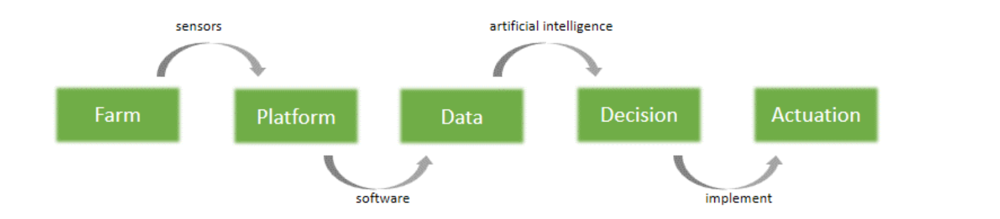 sensors
artificial intelligence
Farm
Platform
Data
Decision
Actuation
software
implement